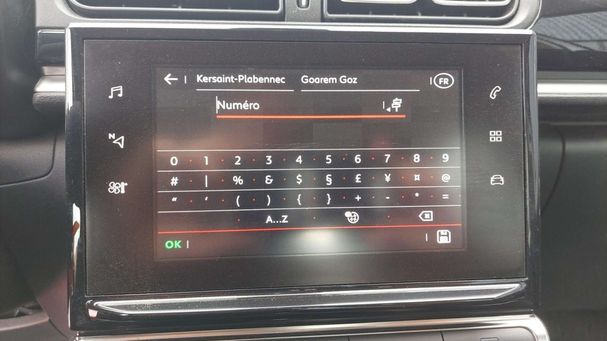 Kersaint-Plabennec Goarem Goz FR
Numéro
N
0 1 2 3 4 5 6 7 8 9
# | % & $ § £ ¥ ¤ @
" ' ( ) { } + - * =
A...Z
OK